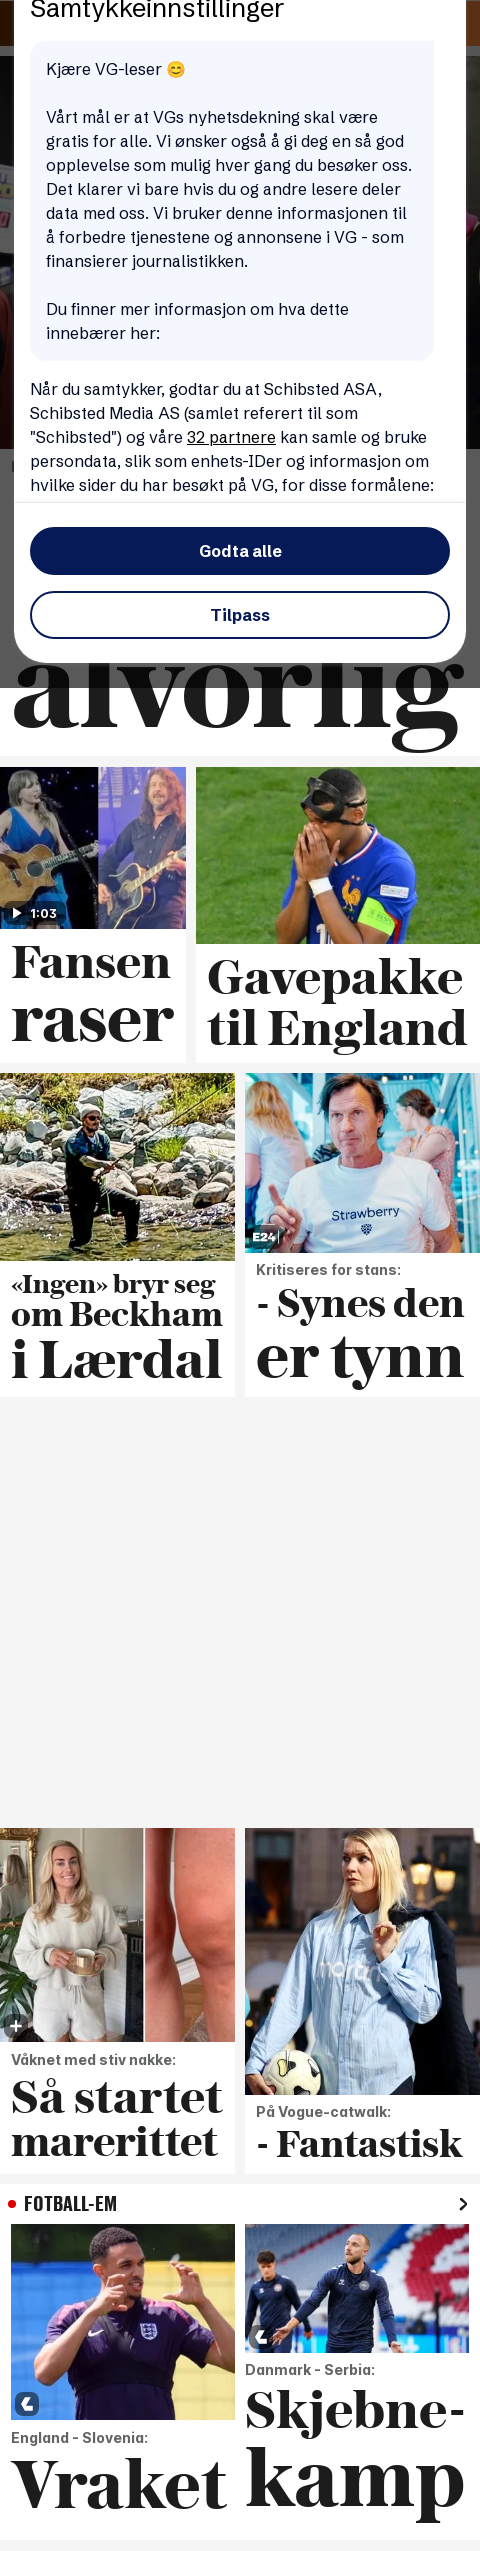 Samtykkeinnstillinger
Kjære VG-leser 😊
Vårt mål er at VGs nyhetsdekning skal være
gratis for alle. Vi ønsker også å gi deg en så god
opplevelse som mulig hver gang du besøker oss.
Det klarer vi bare hvis du og andre lesere deler
data med oss. Vi bruker denne informasjonen til
å forbedre tjenestene og annonsene i VG - som
finansierer journalistikken.
Du finner mer informasjon om hva dette
innebærer her:
Når du samtykker, godtar du at Schibsted ASA,
Schibsted Media AS (samlet referert til som
"Schibsted") og våre 32 partnere kan samle og bruke
persondata, slik som enhets-IDer og informasjon om
hvilke sider du har besøkt på VG, for disse formålene:
Godta alle
Tilpass
alvorlig
1:03
Fansen
raser
Gavepakke
til England
«Ingen» bryr seg
om Beckham
i Lærdal
Strawberry
E24
Kritiseres for stans:
- Synes den
er tynn
Våknet med stiv nakke:
Så startet
marerittet
På Vogue-catwalk:
- Fantastisk
FOTBALL-EM
England - Slovenia:
Vraket
Danmark - Serbia:
Skjebne-
kamp